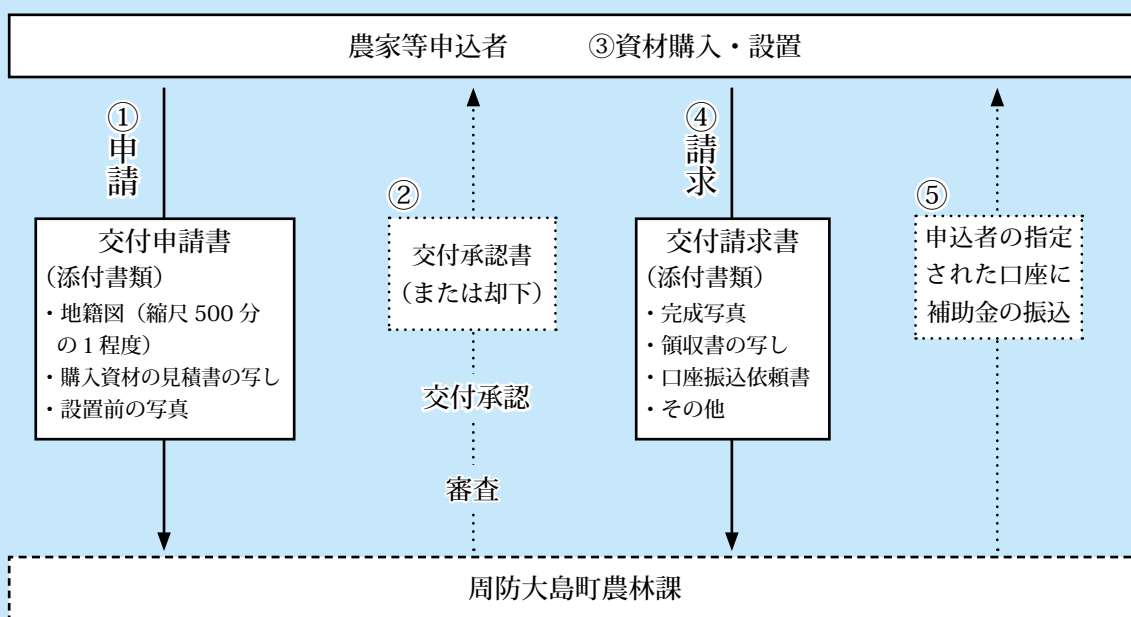 農家等申込者　　③資材購入・設置
①申請
交付申請書
（添付書類）
・地籍図（縮尺 500 分
の 1 程度）
・購入資材の見積書の写し
・設置前の写真
②
交付承認書
（または却下）
交付承認
審査
④請求
交付請求書
（添付書類）
・完成写真
・領収書の写し
・口座振込依頼書
・その他
⑤
申込者の指定
された口座に
補助金の振込
周防大島町農林課